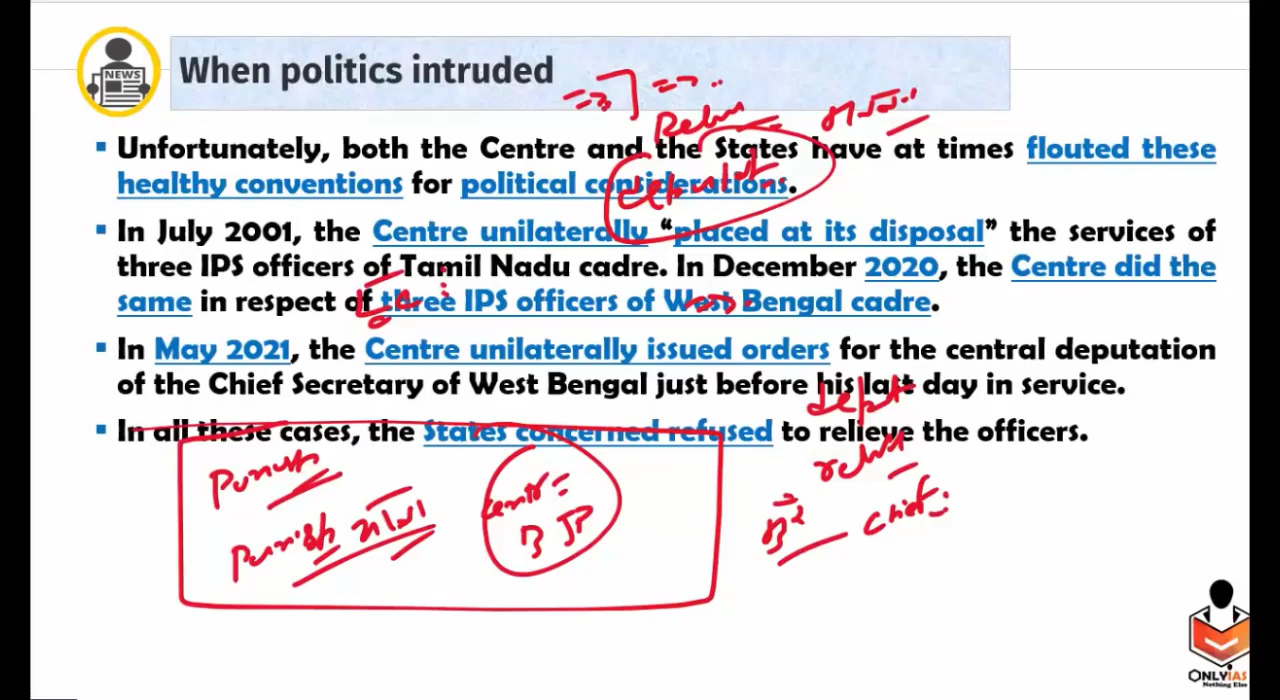 NEWS
When politics intruded
▪ Unfortunately, both the Centre and the States have at times flouted these
healthy conventions for political considerations.
▪ In July 2001, the Centre unilaterally “placed at its disposal” the services of
three IPS officers of Tamil Nadu cadre. In December 2020, the Centre did the
same in respect of three IPS officers of West Bengal cadre.
▪ In May 2021, the Centre unilaterally issued orders for the central deputation
of the Chief Secretary of West Bengal just before his last day in service.
▪ In all these cases, the States concerned refused to relieve the officers.
Punish
Punish
BJP
Chief
ONLYIAS
Nothing Else